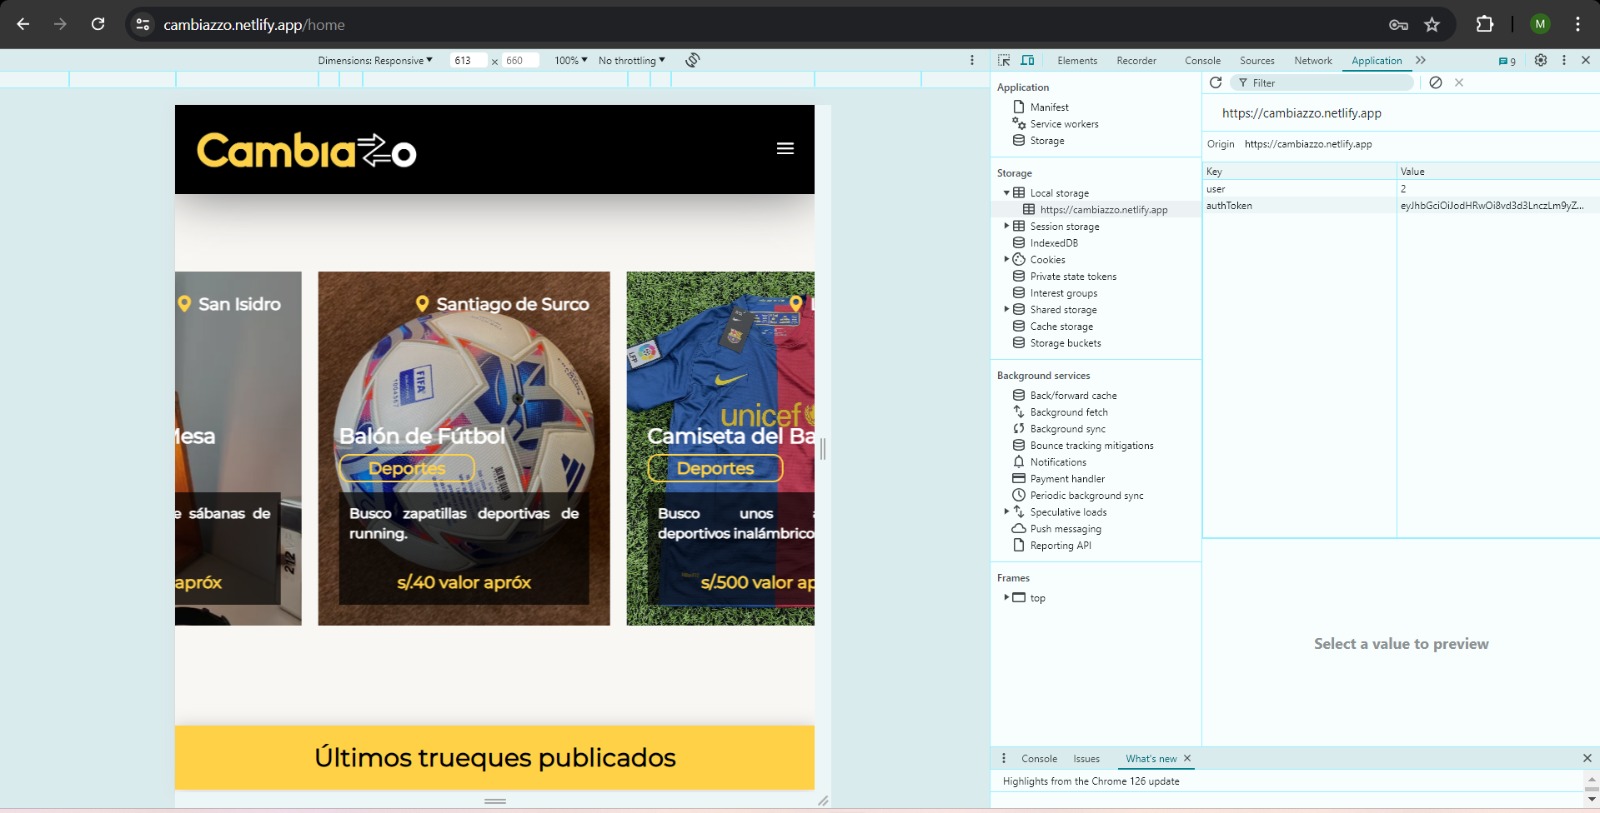 cambiazzo.netlify.app/home
M
Dimensions: Responsive
613 x 660
100%
No throttling
Elements
Recorder
Console
Sources
Network
Application
9
CambiaZo
San Isidro
Mesa
e sábanas de
apróx
Santiago de Surco
Balón de Fútbol
Deportes
Busco zapatillas deportivas de
running.
s/.40 valor apróx
unicef
Camiseta del Ba
Deportes
Busco unos
deportivos inalámbrico
s/.500 valor ap
Últimos trueques publicados
Application
Manifest
Service workers
Storage
Storage
Local storage
https://cambiazzo.netlify.app
Session storage
IndexedDB
Cookies
Private state tokens
Interest groups
Shared storage
Cache storage
Storage buckets
Background services
Back/forward cache
Background fetch
Background sync
Bounce tracking mitigations
Notifications
Payment handler
Periodic background sync
Speculative loads
Push messaging
Reporting API
Frames
top
Filter
https://cambiazzo.netlify.app
Origin https://cambiazzo.netlify.app
Key Value
user 2
authToken eyJhbGciOiJodHRwOi8vd3d3LnczLm9yZ...
Select a value to preview
Console
Issues
What's new
Highlights from the Chrome 126 update